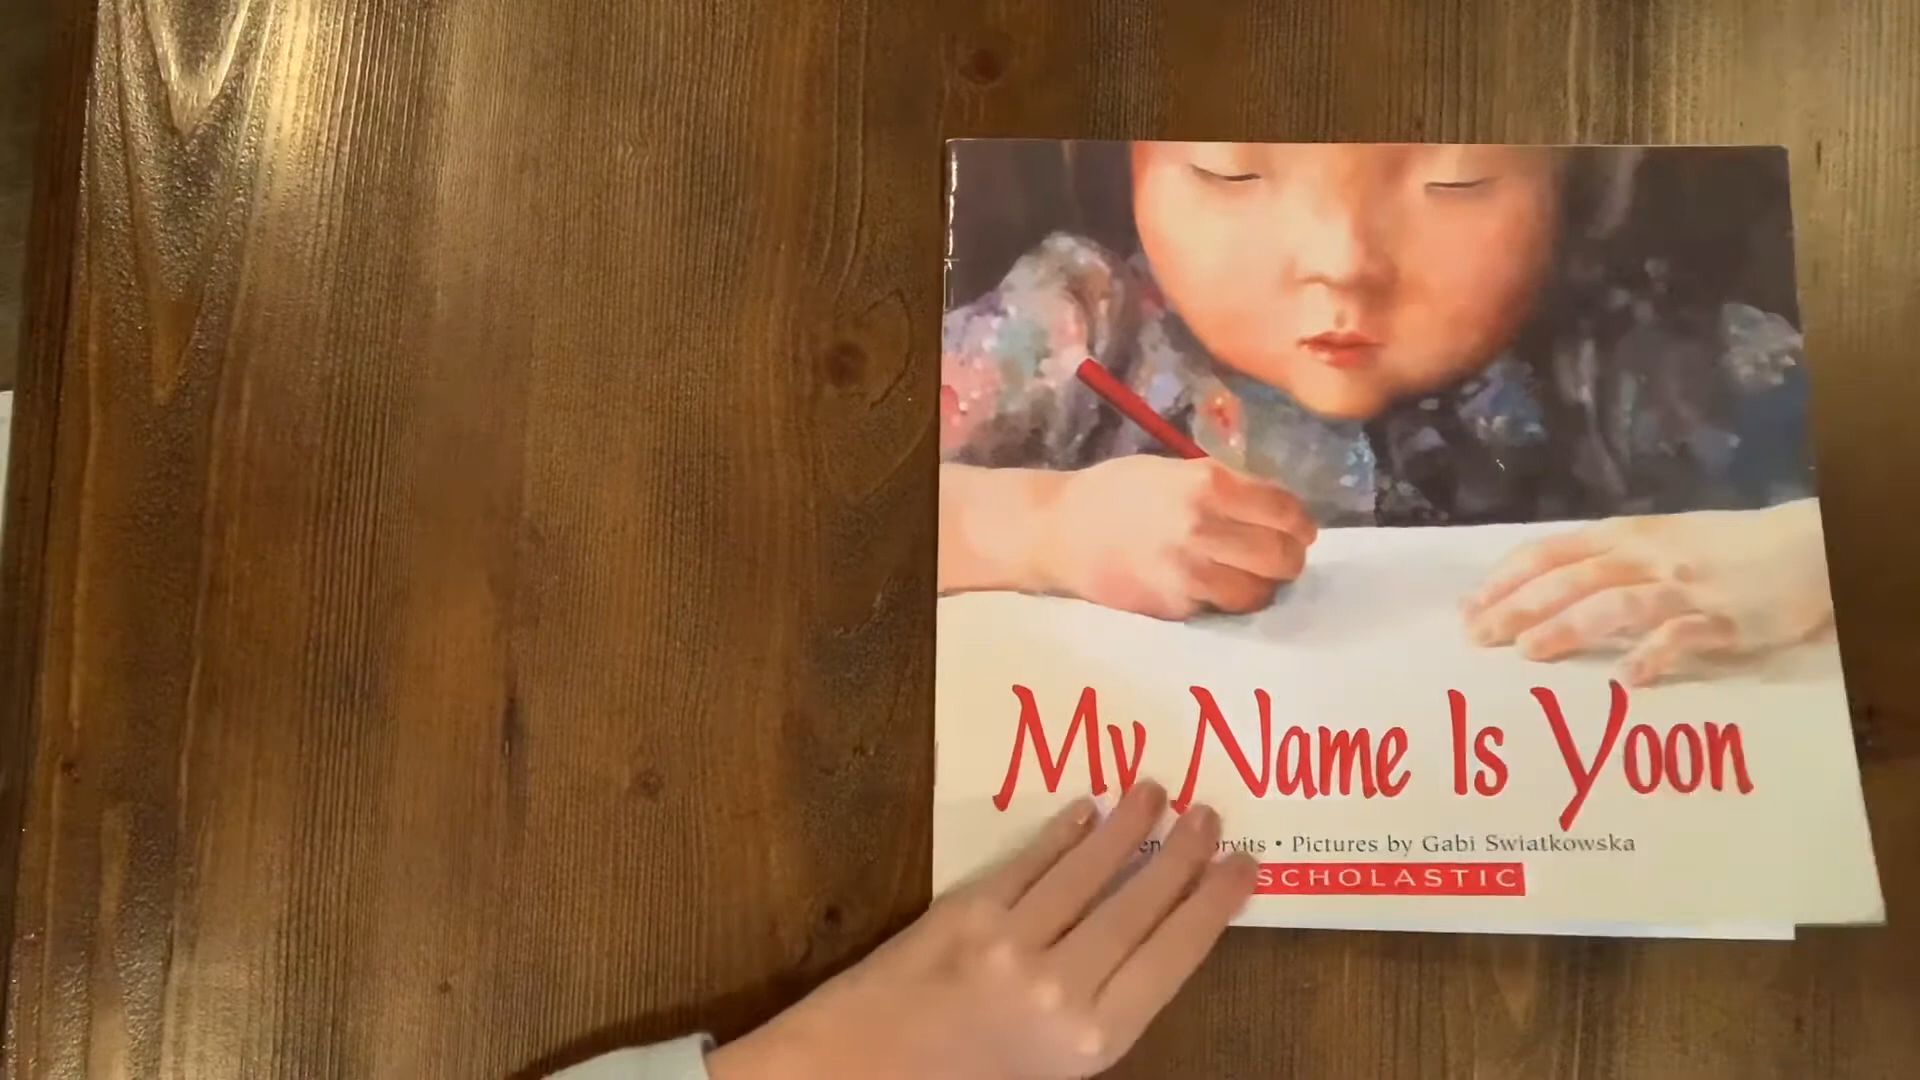 My Name Is Yoon
• Pictures by Gabi Swiatkowska
SCHOLASTIC